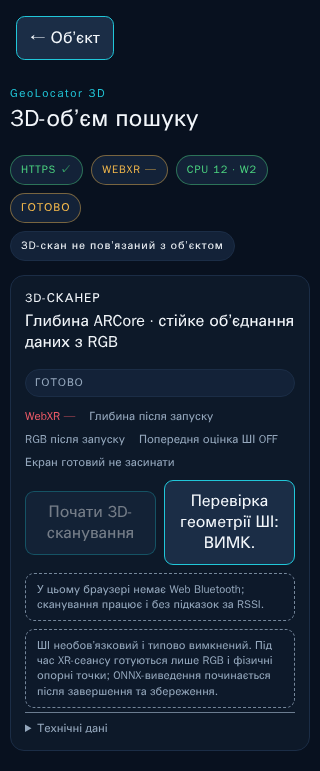 ← Об’єкт
GeoLocator 3D
3D-об’єм пошуку
HTTPS ✓ WEBXR — CPU 12 · W2
ГОТОВО
3D-скан не пов’язаний з об’єктом
3D-СКАНЕР
Глибина ARCore · стійке об’єднання
даних з RGB
ГОТОВО
WebXR — Глибина після запуску
RGB після запуску Попередня оцінка ШІ OFF
Екран готовий не засинати
Почати 3D-
сканування
Перевірка
геометрії ШІ:
ВИМК.
У цьому браузері немає Web Bluetooth;
сканування працює і без підказок за RSSI.
ШІ необов’язковий і типово вимкнений. Під
час XR-сеансу готуються лише RGB і фізичні
опорні точки; ONNX-виведення починається
після завершення та збереження.
▶ Технічні дані